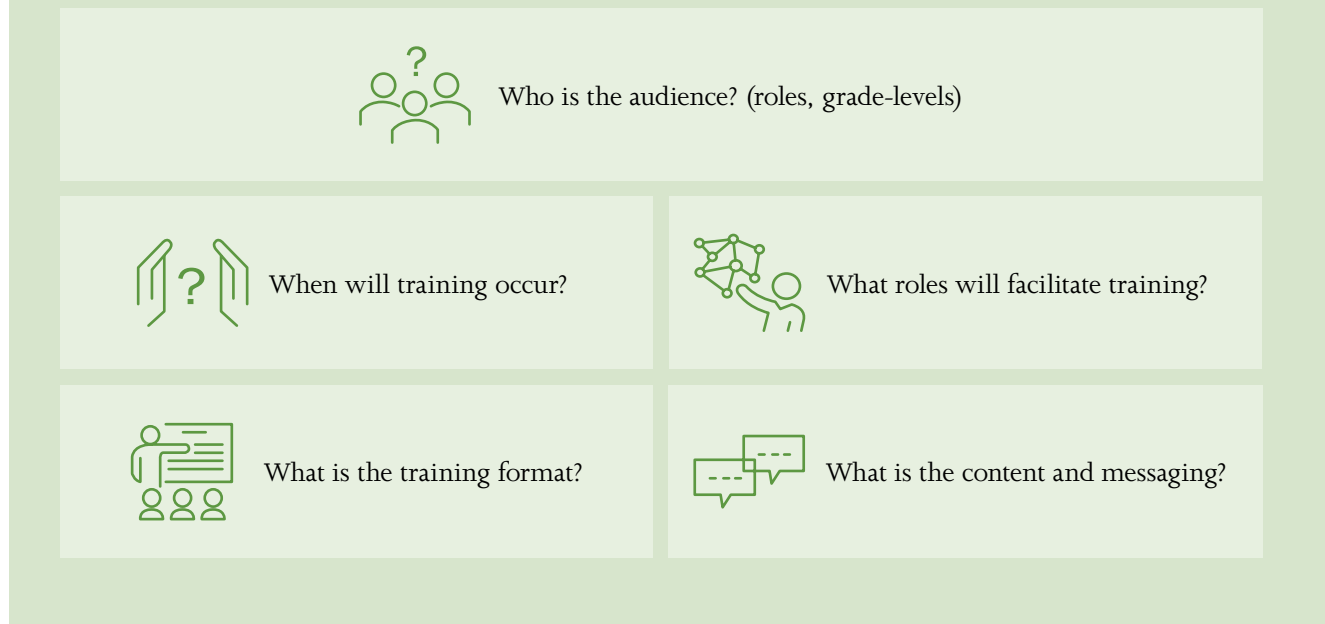 ?
Who is the audience? (roles, grade-levels)
?
When will training occur?
What roles will facilitate training?
What is the training format?
What is the content and messaging?